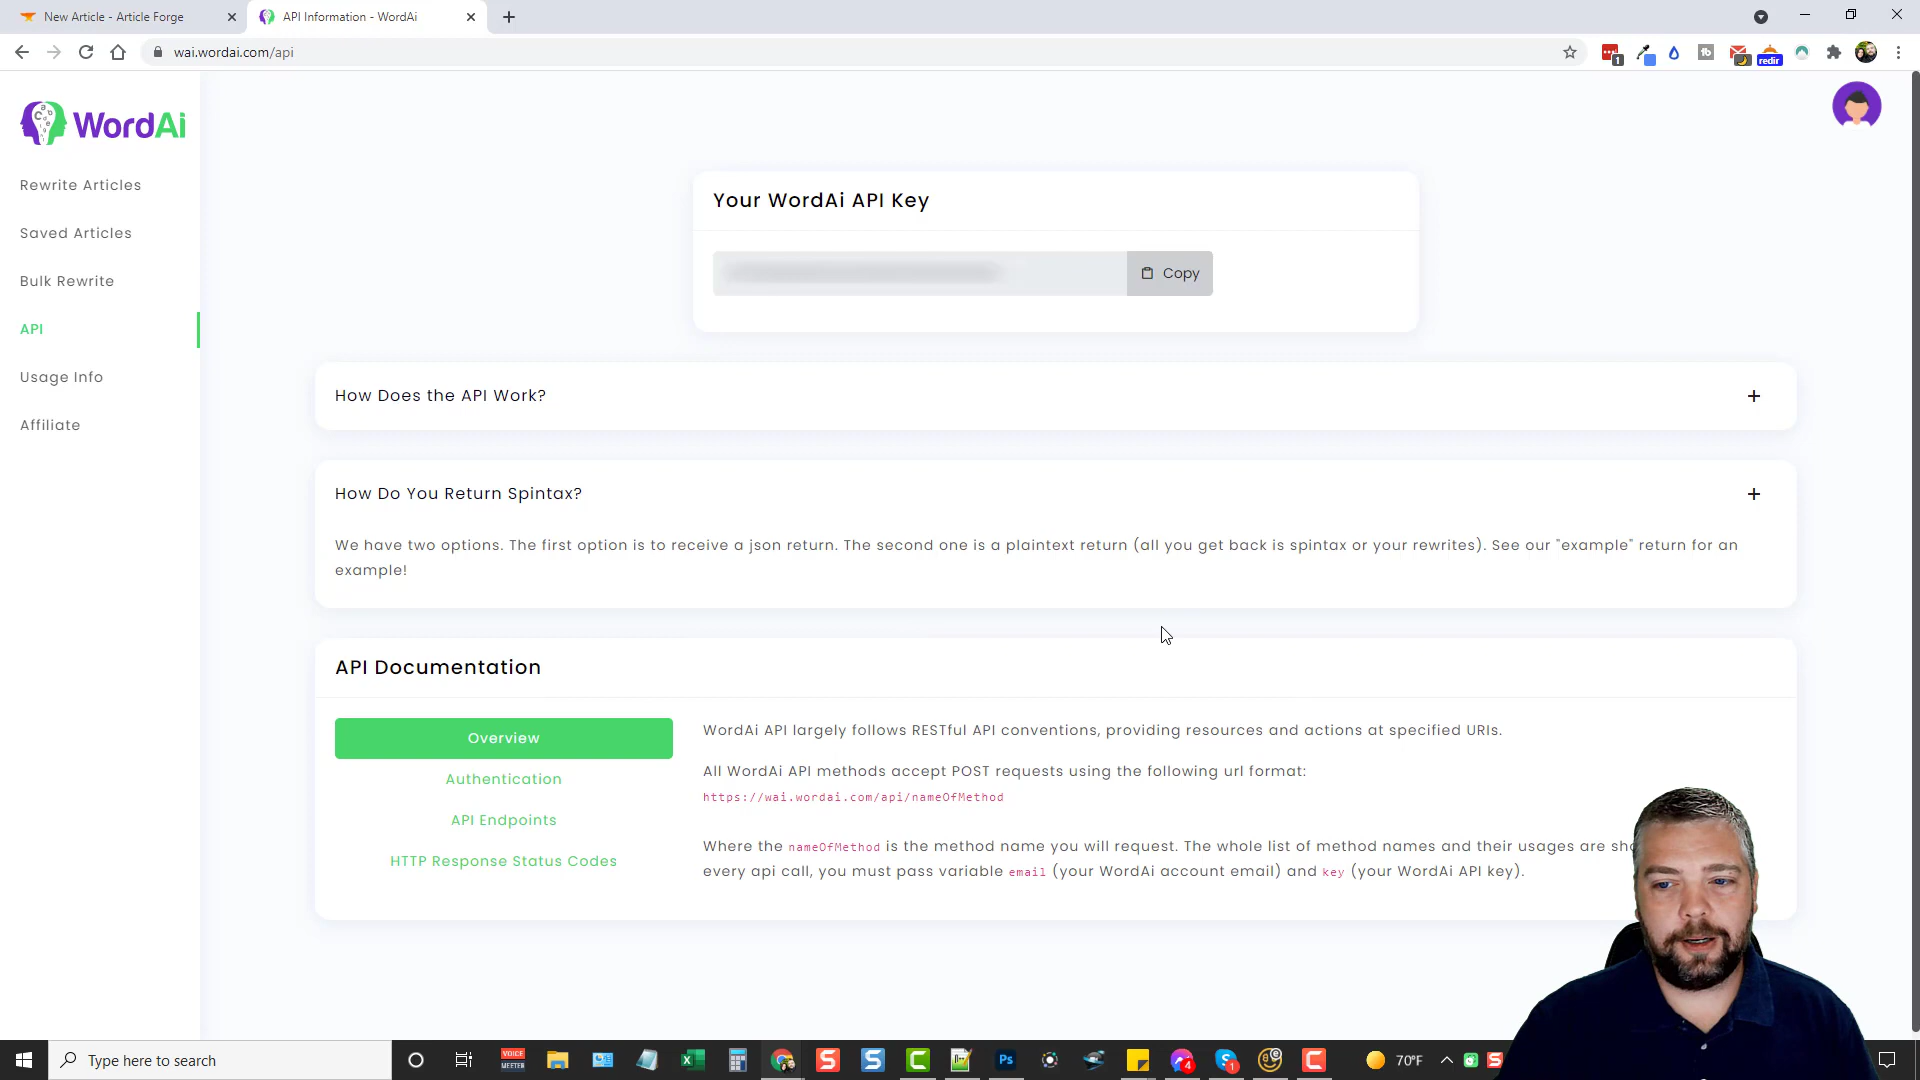 New Article - Article Forge
API Information - WordAi
wai.wordai.com/api
1
redir
WordAi
Rewrite Articles
Saved Articles
Bulk Rewrite
API
Usage Info
Affiliate
Your WordAi API Key
Copy
How Does the API Work?
How Do You Return Spintax?
We have two options. The first option is to receive a json return. The second one is a plaintext return (all you get back is spintax or your rewrites). See our "example" return for an
example!
API Documentation
Overview
Authentication
API Endpoints
HTTP Response Status Codes
WordAi API largely follows RESTful API conventions, providing resources and actions at specified URIs.
All WordAi API methods accept POST requests using the following url format:
https://wai.wordai.com/api/nameOfMethod
Where the nameOfMethod is the method name you will request. The whole list of method names and their usages are sho
every api call, you must pass variable email (your WordAi account email) and key (your WordAi API key).
Type here to search
VOICE
MEETER
Ps
4
1
70°F